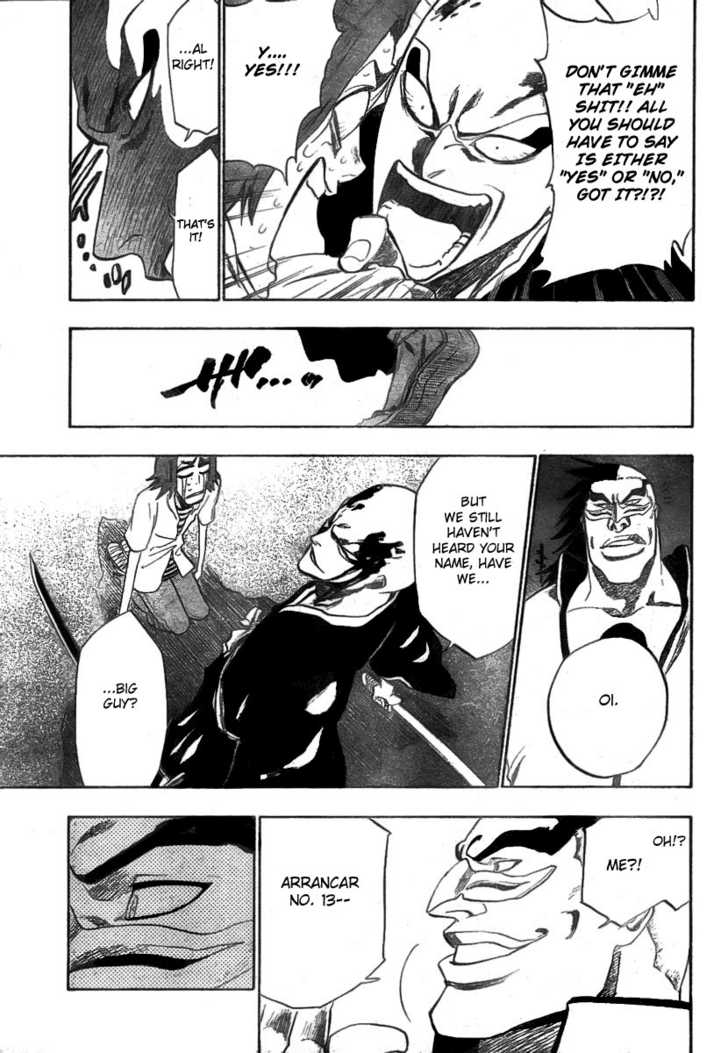 DON'T GIMME
THAT "EH"
SHIT!! ALL
YOU SHOULD
HAVE TO SAY
IS EITHER
"YES" OR "NO,"
GOT IT?!?!
Y....
YES!!!
...AL
RIGHT!
THAT'S
IT!
OI.
BUT
WE STILL
HAVEN'T
HEARD YOUR
NAME, HAVE
WE...
...BIG
GUY?
OH!?
ME?!
ARRANCAR
NO. 13--